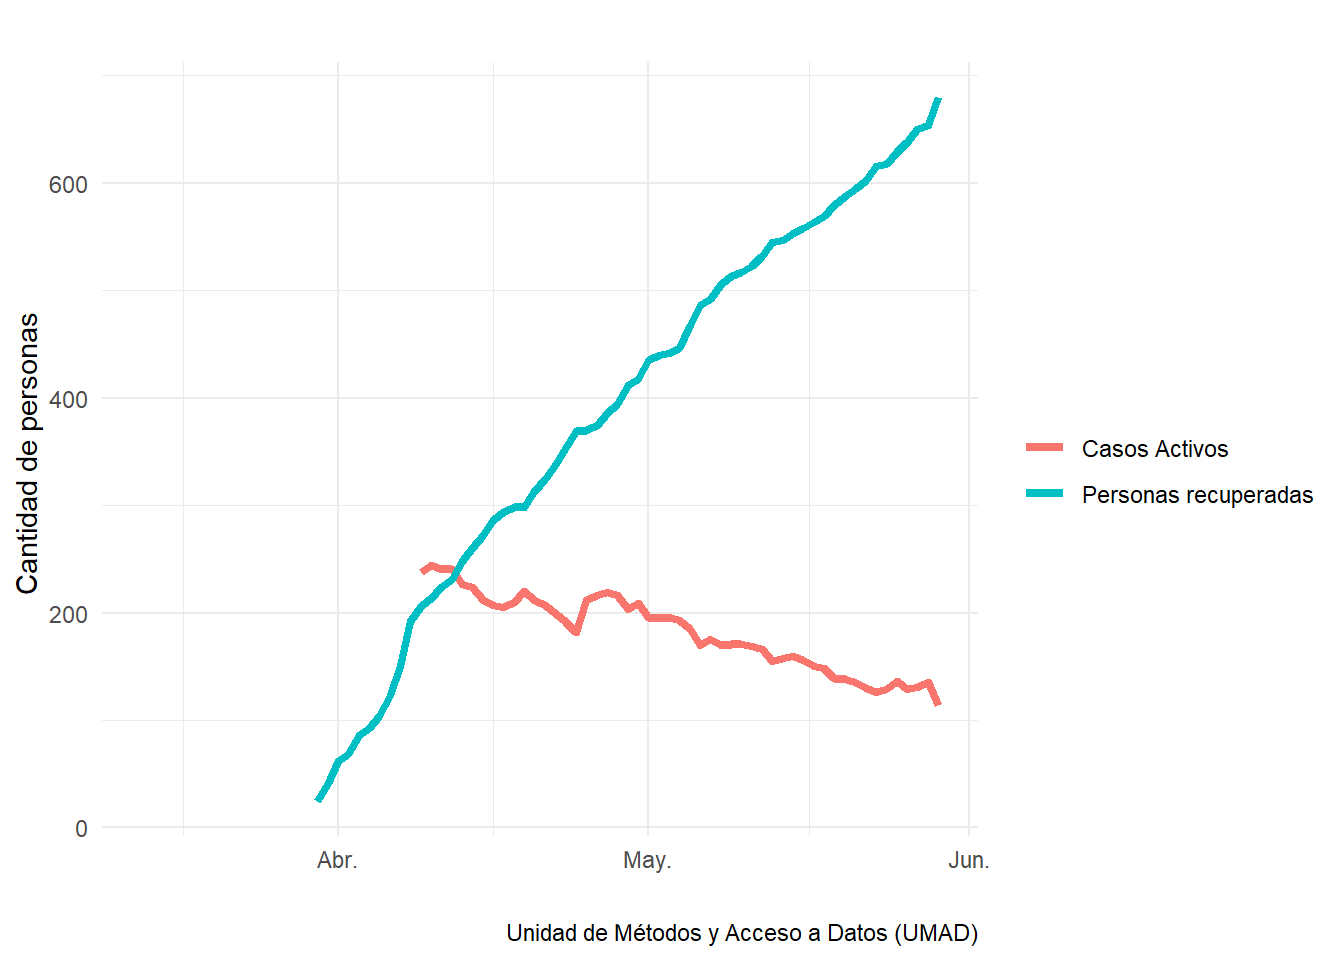 Cantidad de personas
600
400
200
0
Abr.
May.
Jun.
Casos Activos
Personas recuperadas
Unidad de Métodos y Acceso a Datos (UMAD)